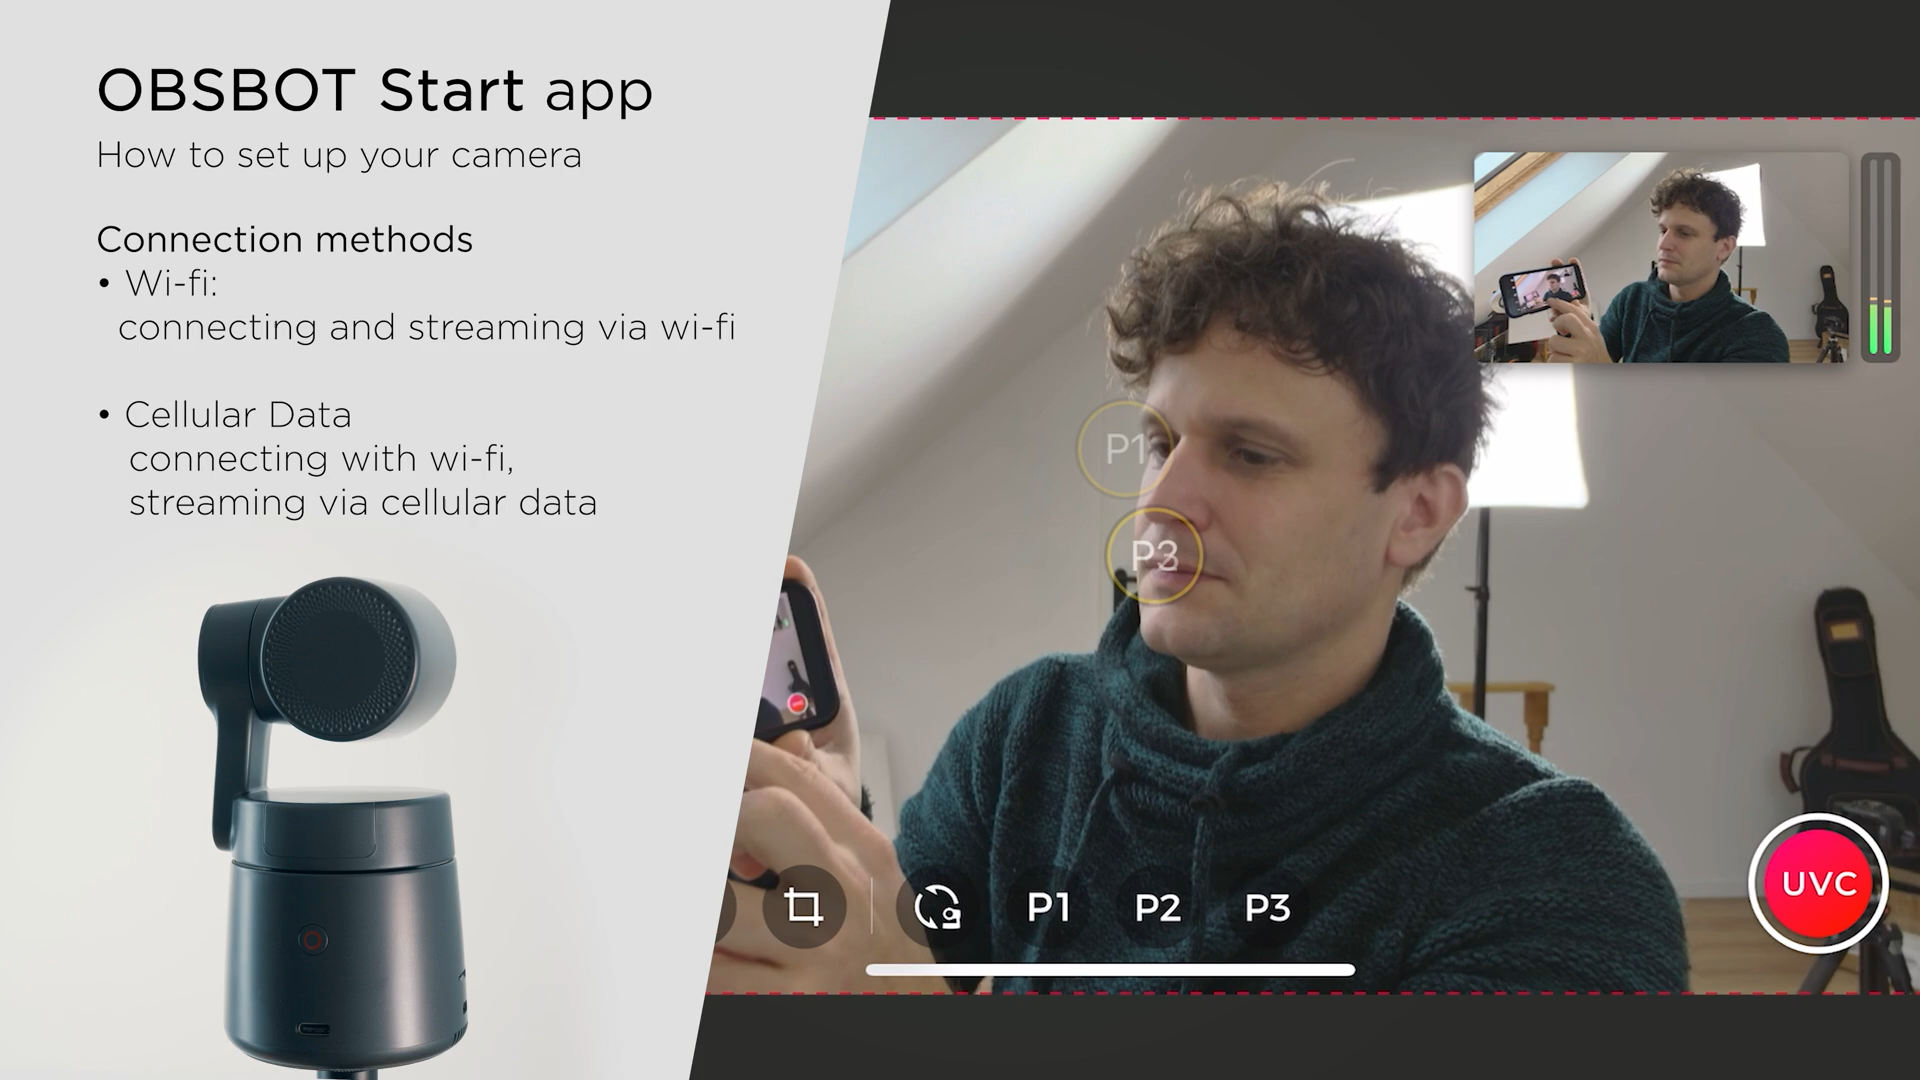 OBSBOT Start app
How to set up your camera
Connection methods
• Wi-fi:
connecting and streaming via wi-fi
• Cellular Data
connecting with wi-fi,
streaming via cellular data
P1
P3
P1 P2 P3
UVC